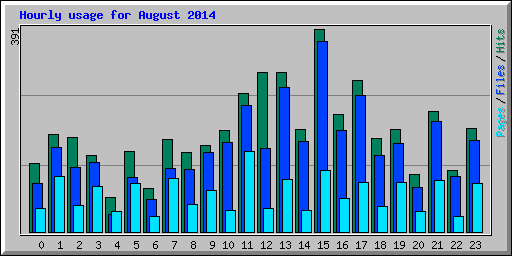 Hourly usage for August 2014
391
Pages / Files / Hits
0 1 2 3 4 5 6 7 8 9 10 11 12 13 14 15 16 17 18 19 20 21 22 23